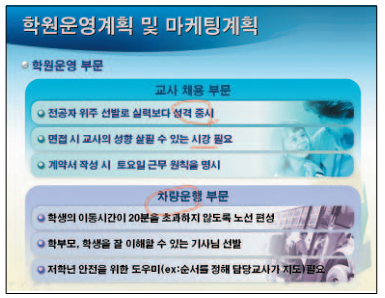 학원운영계획 및 마케팅계획
학원운영 부문
교사 채용 부문
전공자 위주 선발로 실력보다 성격 중시
면접 시 교사의 성향 살필 수 있는 시강 필요
계약서 작성 시 토요일 근무 원칙을 명시
차량운행 부문
학생의 이동시간이 20분을 초과하지 않도록 노선 편성
학부모, 학생을 잘 이해할 수 있는 기사님 선발
저학년 안전을 위한 도우미(ex:순서를 정해 담당교사가 지도)필요